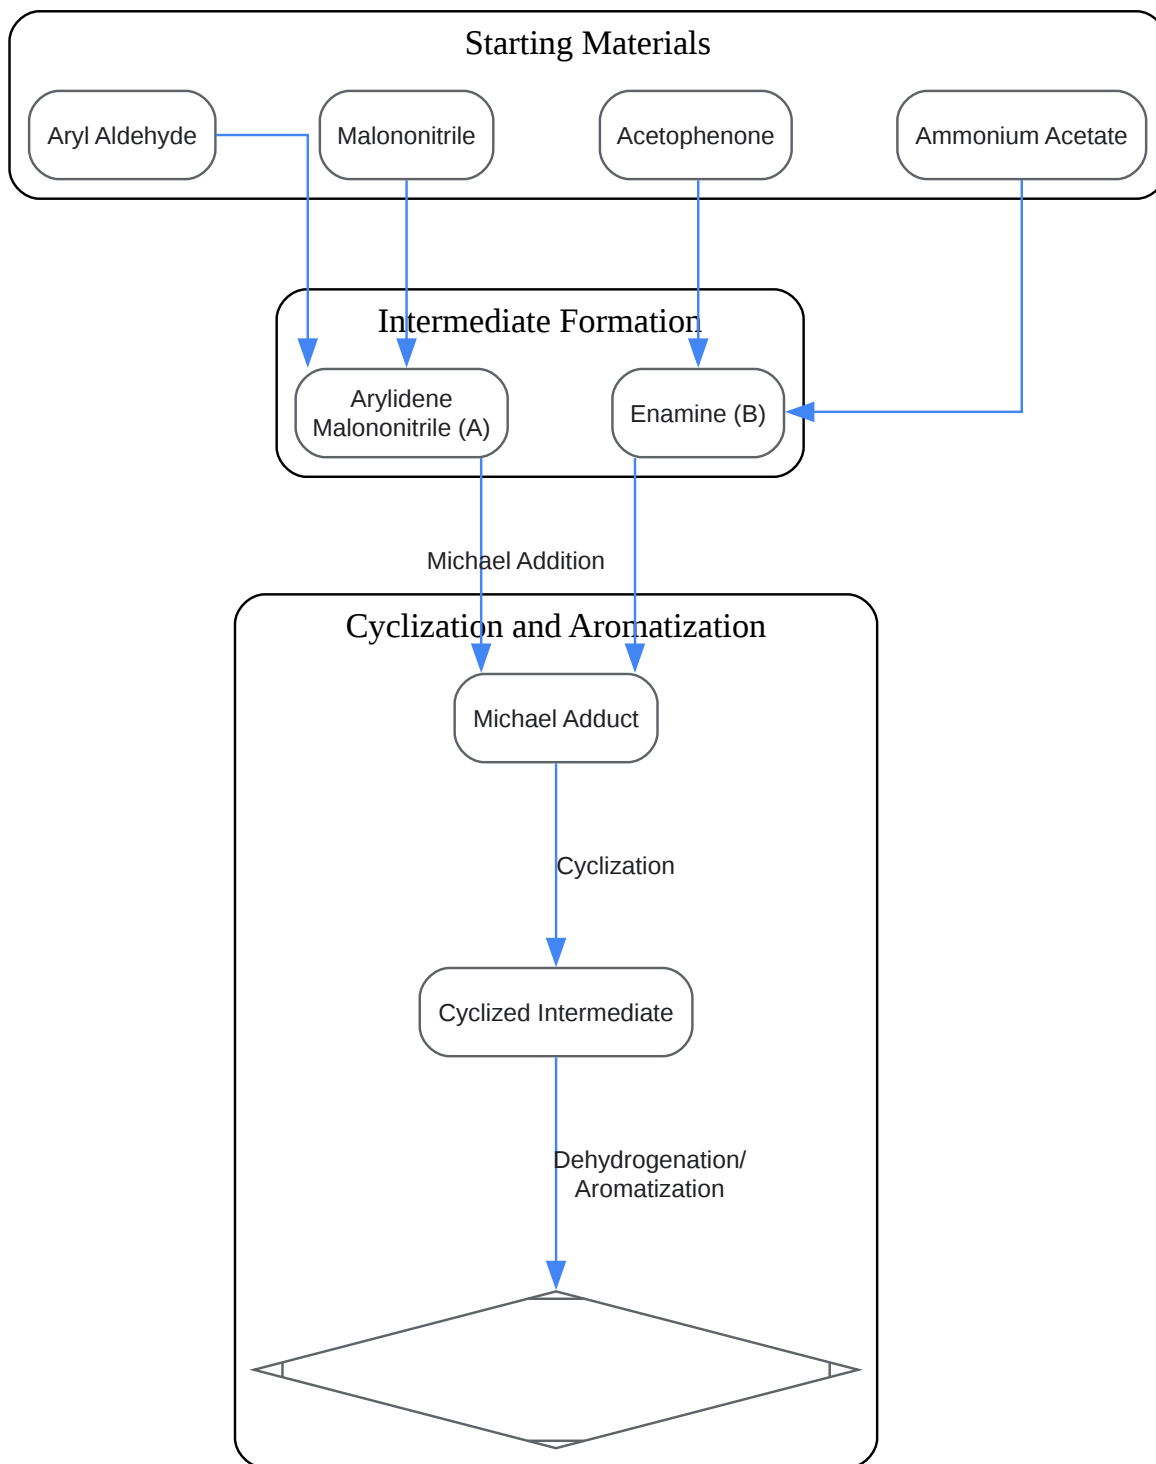 Starting Materials
Aryl Aldehyde
Malononitrile
Acetophenone
Ammonium Acetate
Intermediate Formation
Arylidene
Malononitrile (A)
Enamine (B)
Michael Addition
Cyclization and Aromatization
Michael Adduct
Cyclization
Cyclized Intermediate
Dehydrogenation/
Aromatization